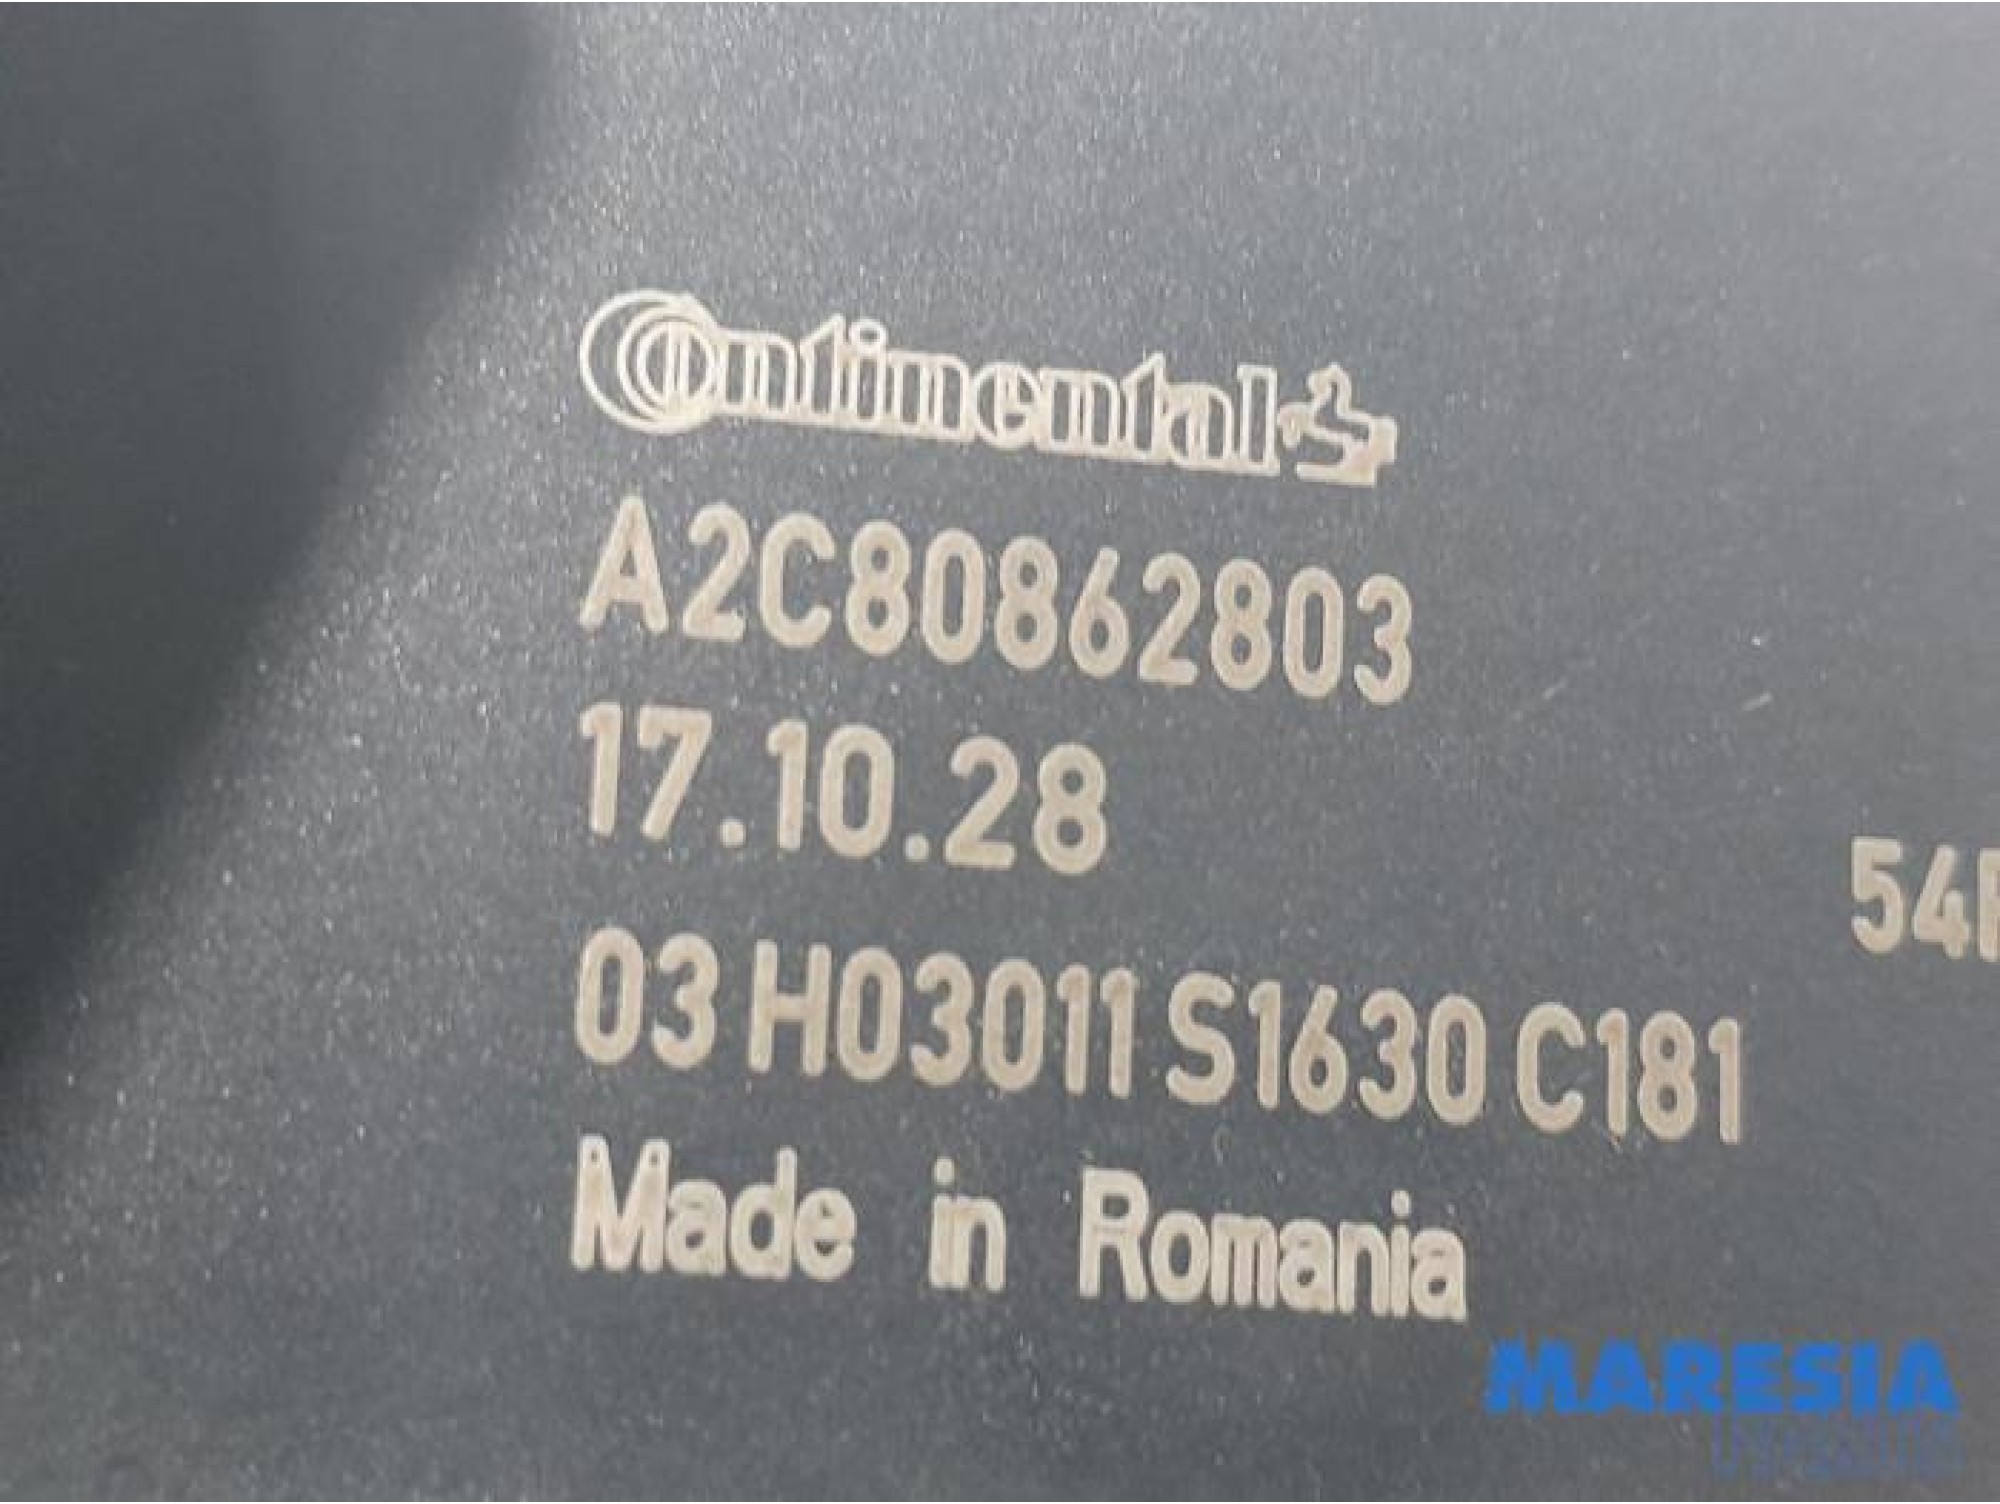 Continental
A2C80862803
17.10.28
54
03 H03011 S1630 C181
Made in Romania
MARESIA